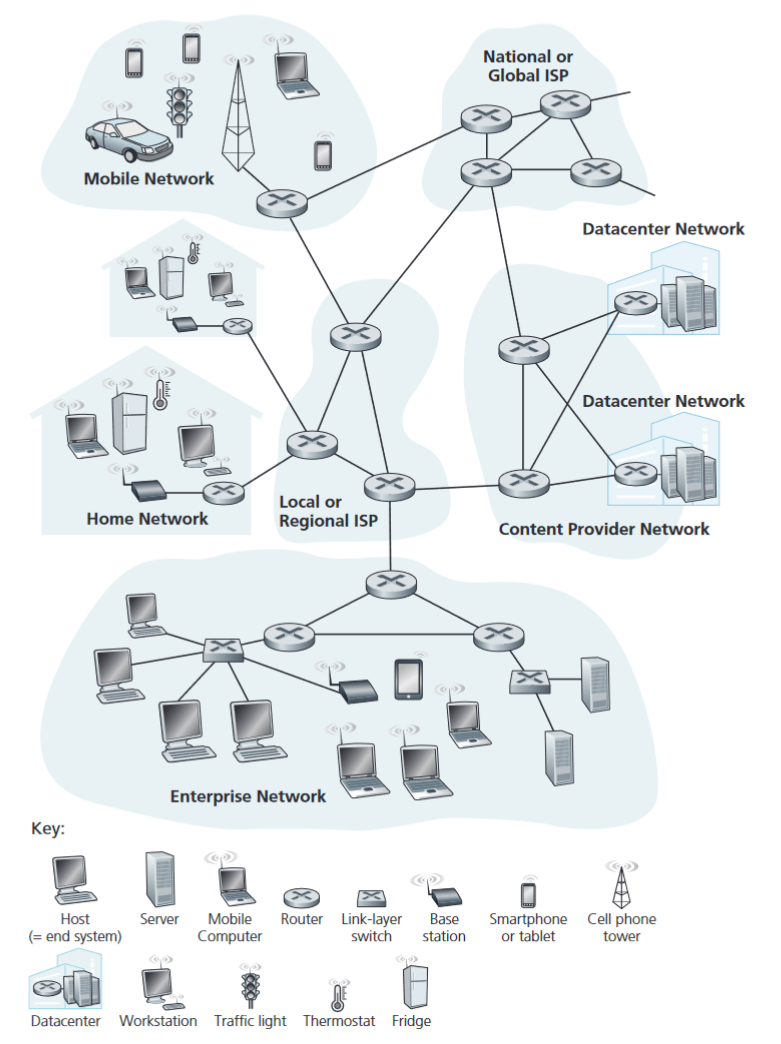 National or
Global ISP
Mobile Network
Datacenter Network
Datacenter Network
Home Network
Local or
Regional ISP
Content Provider Network
Enterprise Network
Key:
Host
(= end system)
Server
Mobile
Computer
Router
Link-layer
switch
Base
station
Smartphone
or tablet
Cell phone
tower
Datacenter
Workstation
Traffic light
Thermostat
Fridge